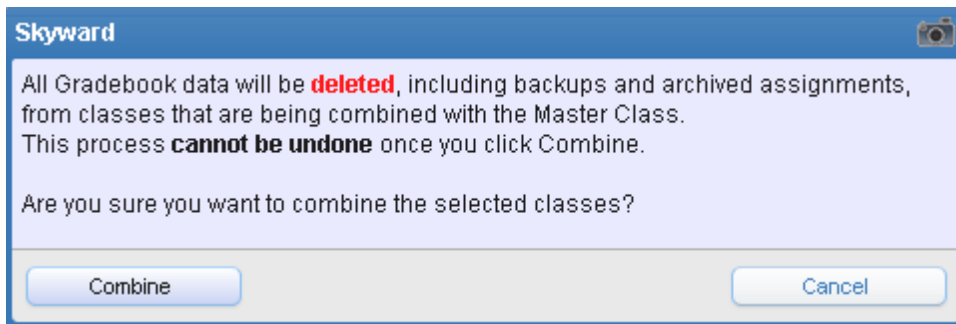 Skyward
All Gradebook data will be deleted, including backups and archived assignments,
from classes that are being combined with the Master Class.
This process cannot be undone once you click Combine.
Are you sure you want to combine the selected classes?
Combine
Cancel